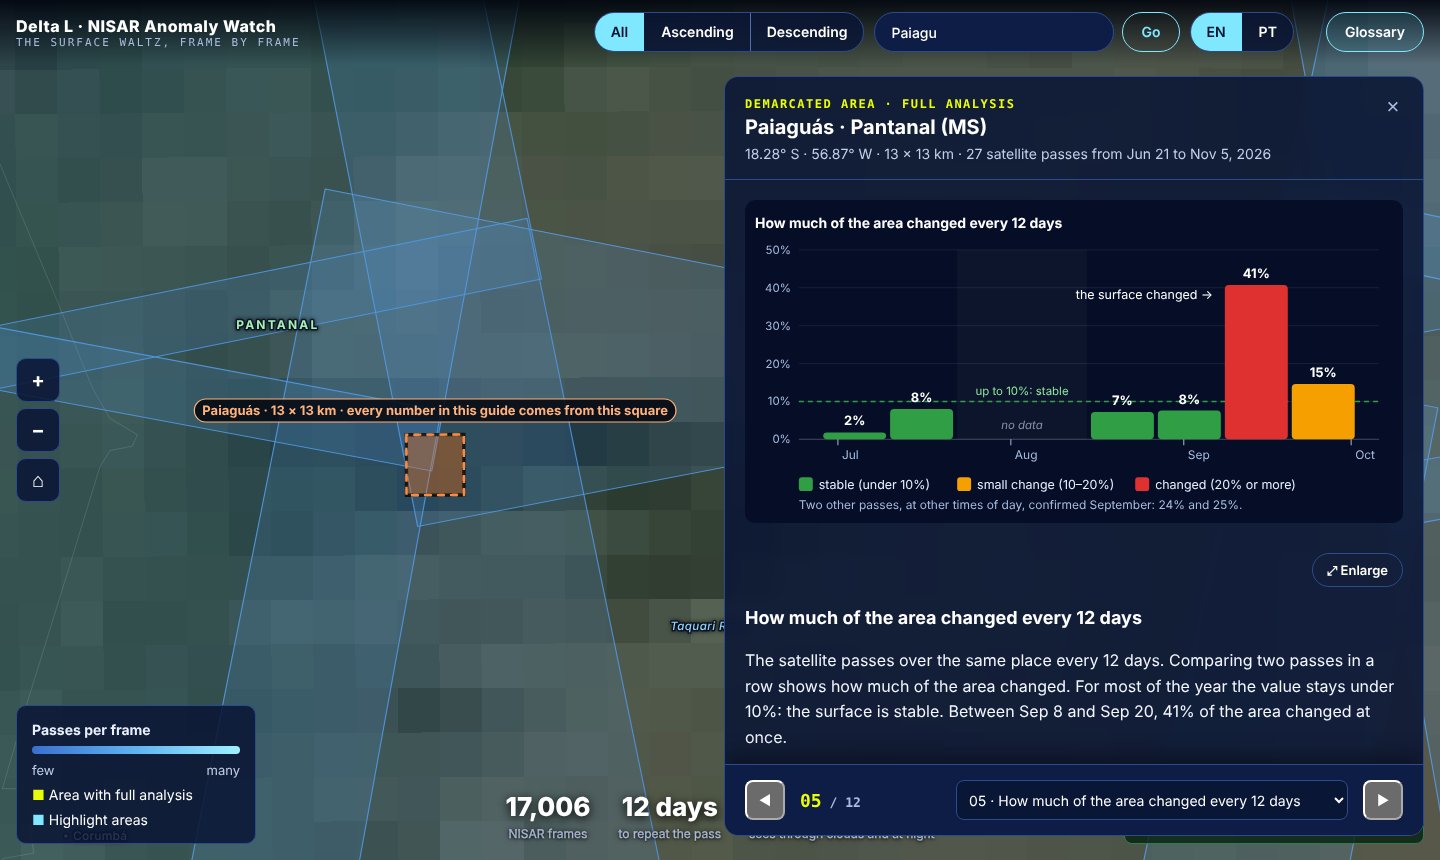 Delta L · NISAR Anomaly Watch
THE SURFACE WALTZ, FRAME BY FRAME
All
Ascending
Descending
Paiagu
Go
EN
PT
Glossary
PANTANAL
Paiaguás · 13 × 13 km · every number in this guide comes from this square
+
−
⌂
Taquari R
Passes per frame
few
many
Area with full analysis
Highlight areas
Corumbá
17,006
NISAR frames
12 days
to repeat the pass
sees through clouds and at night
DEMARCATED AREA · FULL ANALYSIS
×
Paiaguás · Pantanal (MS)
18.28° S · 56.87° W · 13 × 13 km · 27 satellite passes from Jun 21 to Nov 5, 2026
How much of the area changed every 12 days
50%
40%
30%
20%
10%
0%
2%
8%
up to 10%: stable
no data
7%
8%
the surface changed →
41%
15%
Jul
Aug
Sep
Oct
stable (under 10%)
small change (10–20%)
changed (20% or more)
Two other passes, at other times of day, confirmed September: 24% and 25%.
⤢ Enlarge
How much of the area changed every 12 days
The satellite passes over the same place every 12 days. Comparing two passes in a
row shows how much of the area changed. For most of the year the value stays under
10%: the surface is stable. Between Sep 8 and Sep 20, 41% of the area changed at
once.
◀
05 / 12
05 · How much of the area changed every 12 days
▶